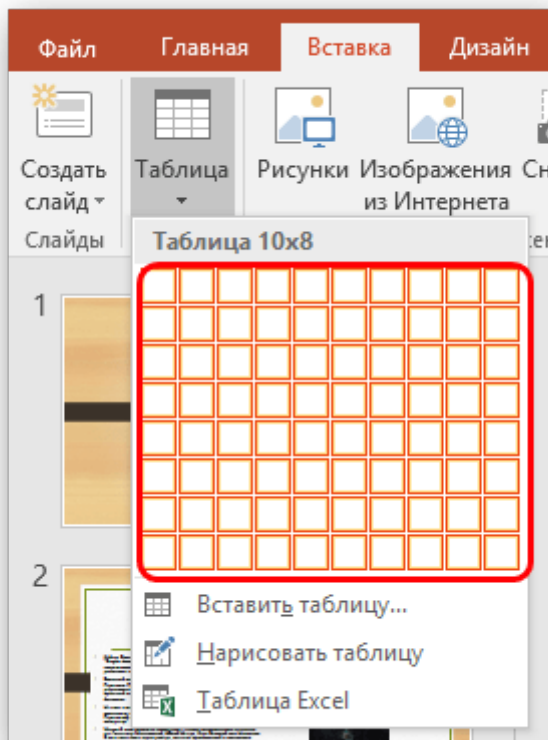 Файл Главная Вставка Дизайн
Создать Таблица Рисунки Изображения
слайд из Интернета
Слайды
Таблица 10x8
1
2
Вставить таблицу...
Нарисовать таблицу
Таблица Excel